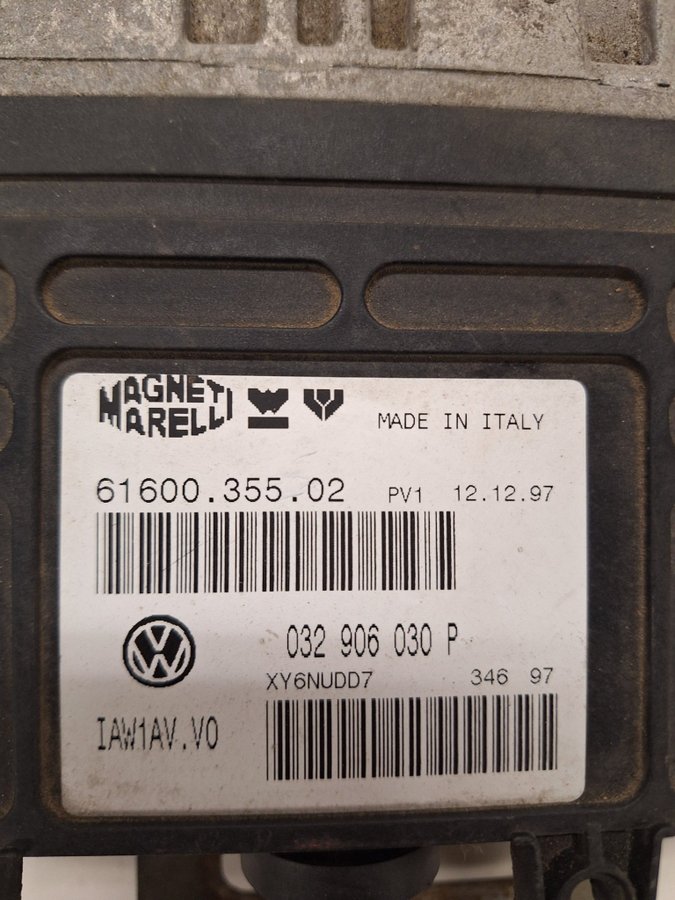 MAGNETI
MARELLI
MADE IN ITALY
61600.355.02 PV1 12.12.97
032 906 030 P
XY6NUDD7 346 97
IAW1AV.V0